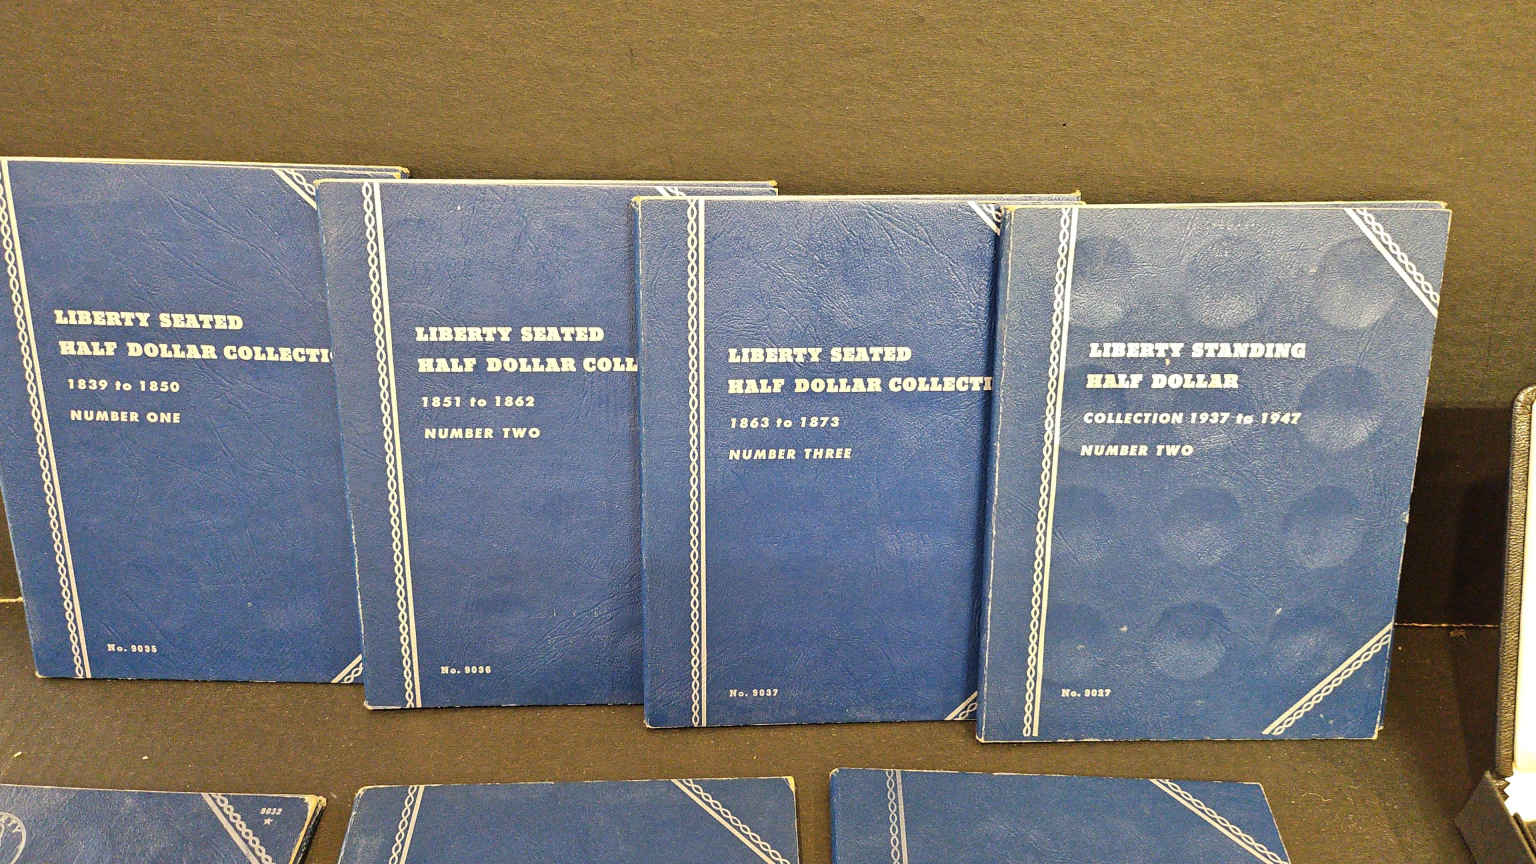 LIBERTY SEATED
HALF DOLLAR COLLECTI
1839 to 1850
NUMBER ONE
No. 9035
LIBERTY SEATED
HALF DOLLAR COLL
1851 to 1862
NUMBER TWO
No. 9036
LIBERTY SEATED
HALF DOLLAR COLLECTI
1863 to 1873
NUMBER THREE
No. 9037
LIBERTY STANDING
HALF DOLLAR
COLLECTION 1937 to 1947
NUMBER TWO
No. 9027
9032